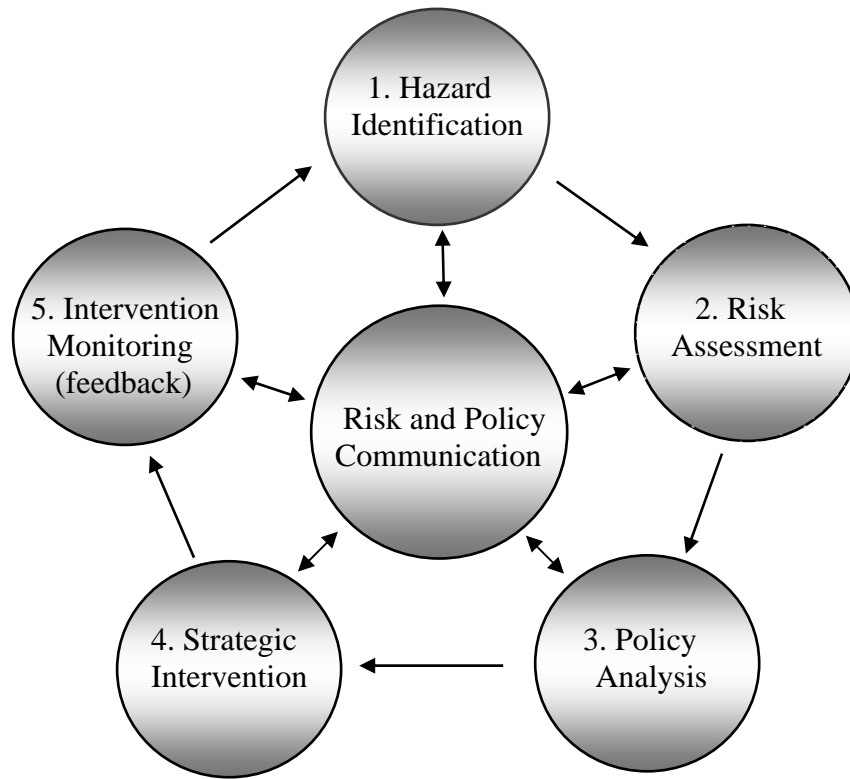 1. Hazard
Identification
2. Risk
Assessment
3. Policy
Analysis
4. Strategic
Intervention
5. Intervention
Monitoring
(feedback)
Risk and Policy
Communication